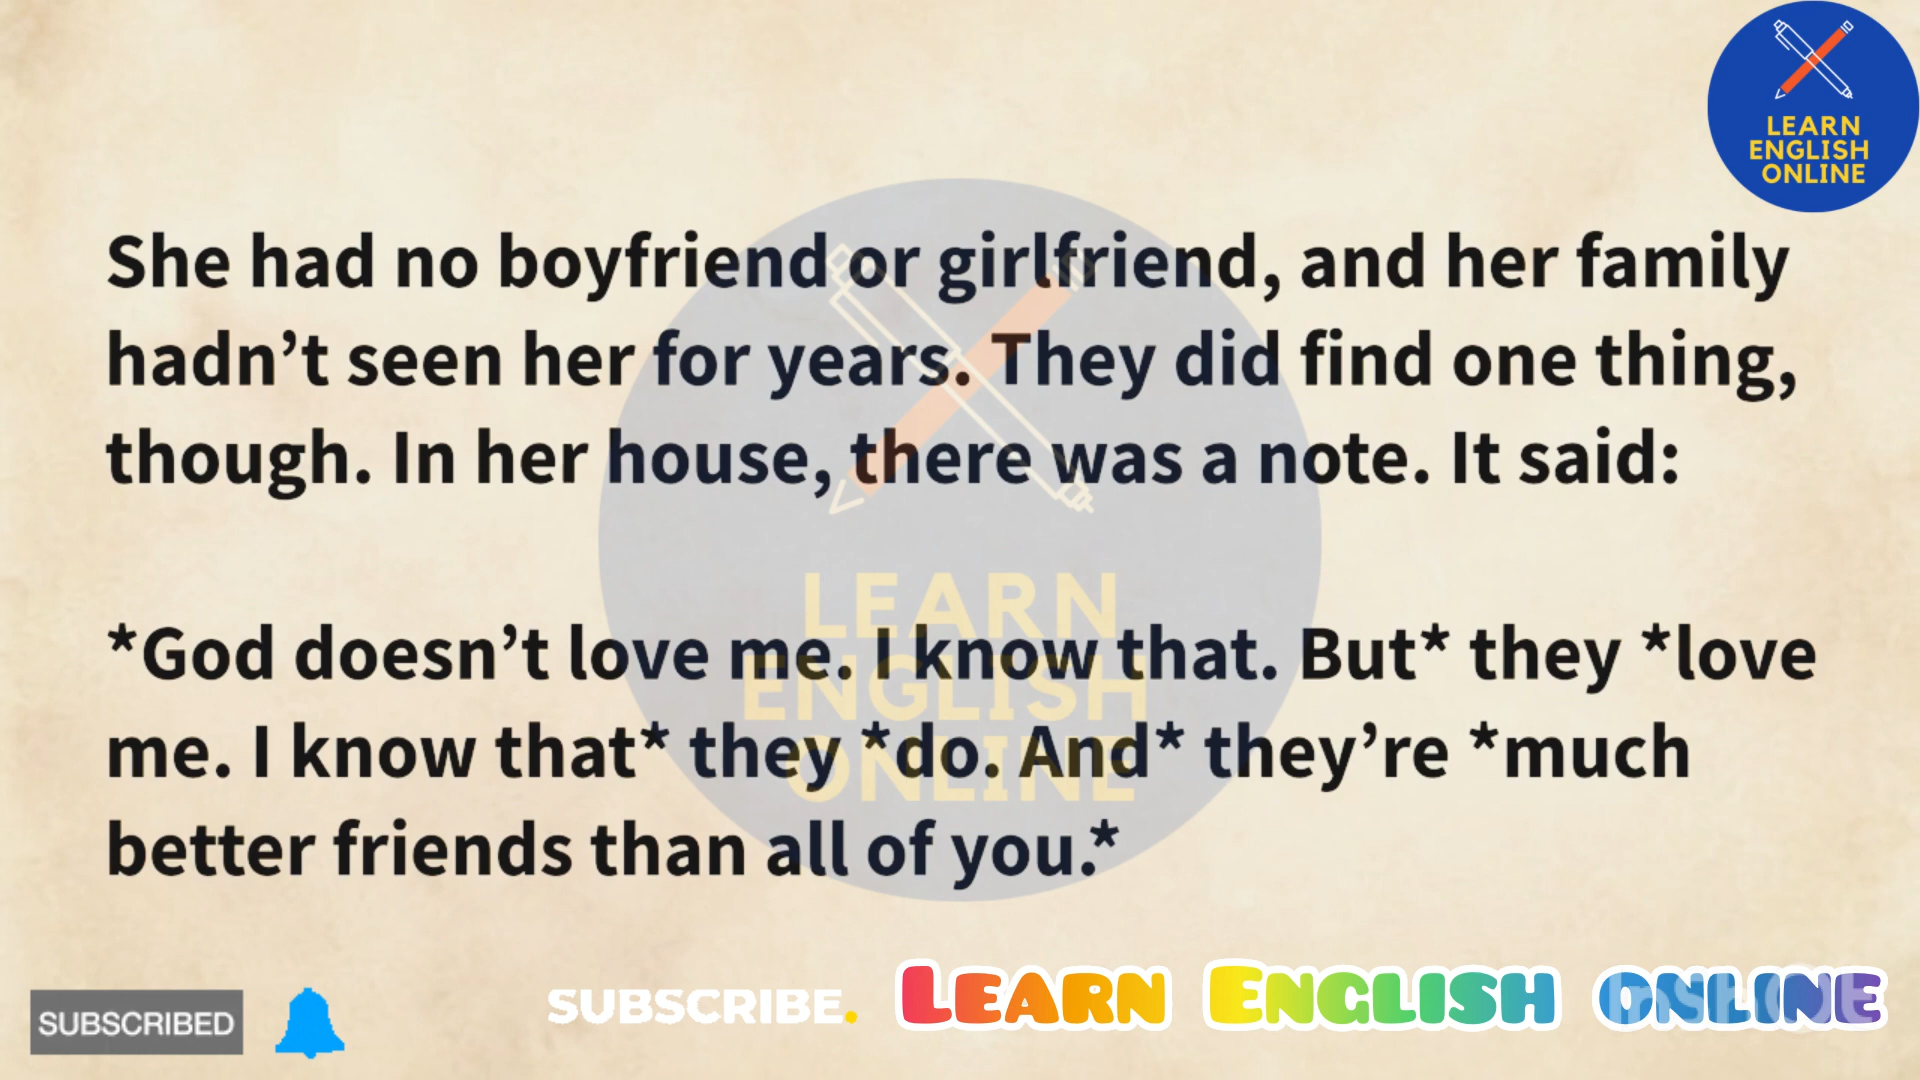 LEARN
ENGLISH
ONLINE
She had no boyfriend or girlfriend, and her family
hadn’t seen her for years. They did find one thing,
though. In her house, there was a note. It said:
*God doesn’t love me. I know that. But* they *love
me. I know that* they *do. And* they’re *much
better friends than all of you.*
LEARN
ENGLISH
ONLINE
SUBSCRIBED
SUBSCRIBE.
LEARN ENGLISH ONLINE
InShOt